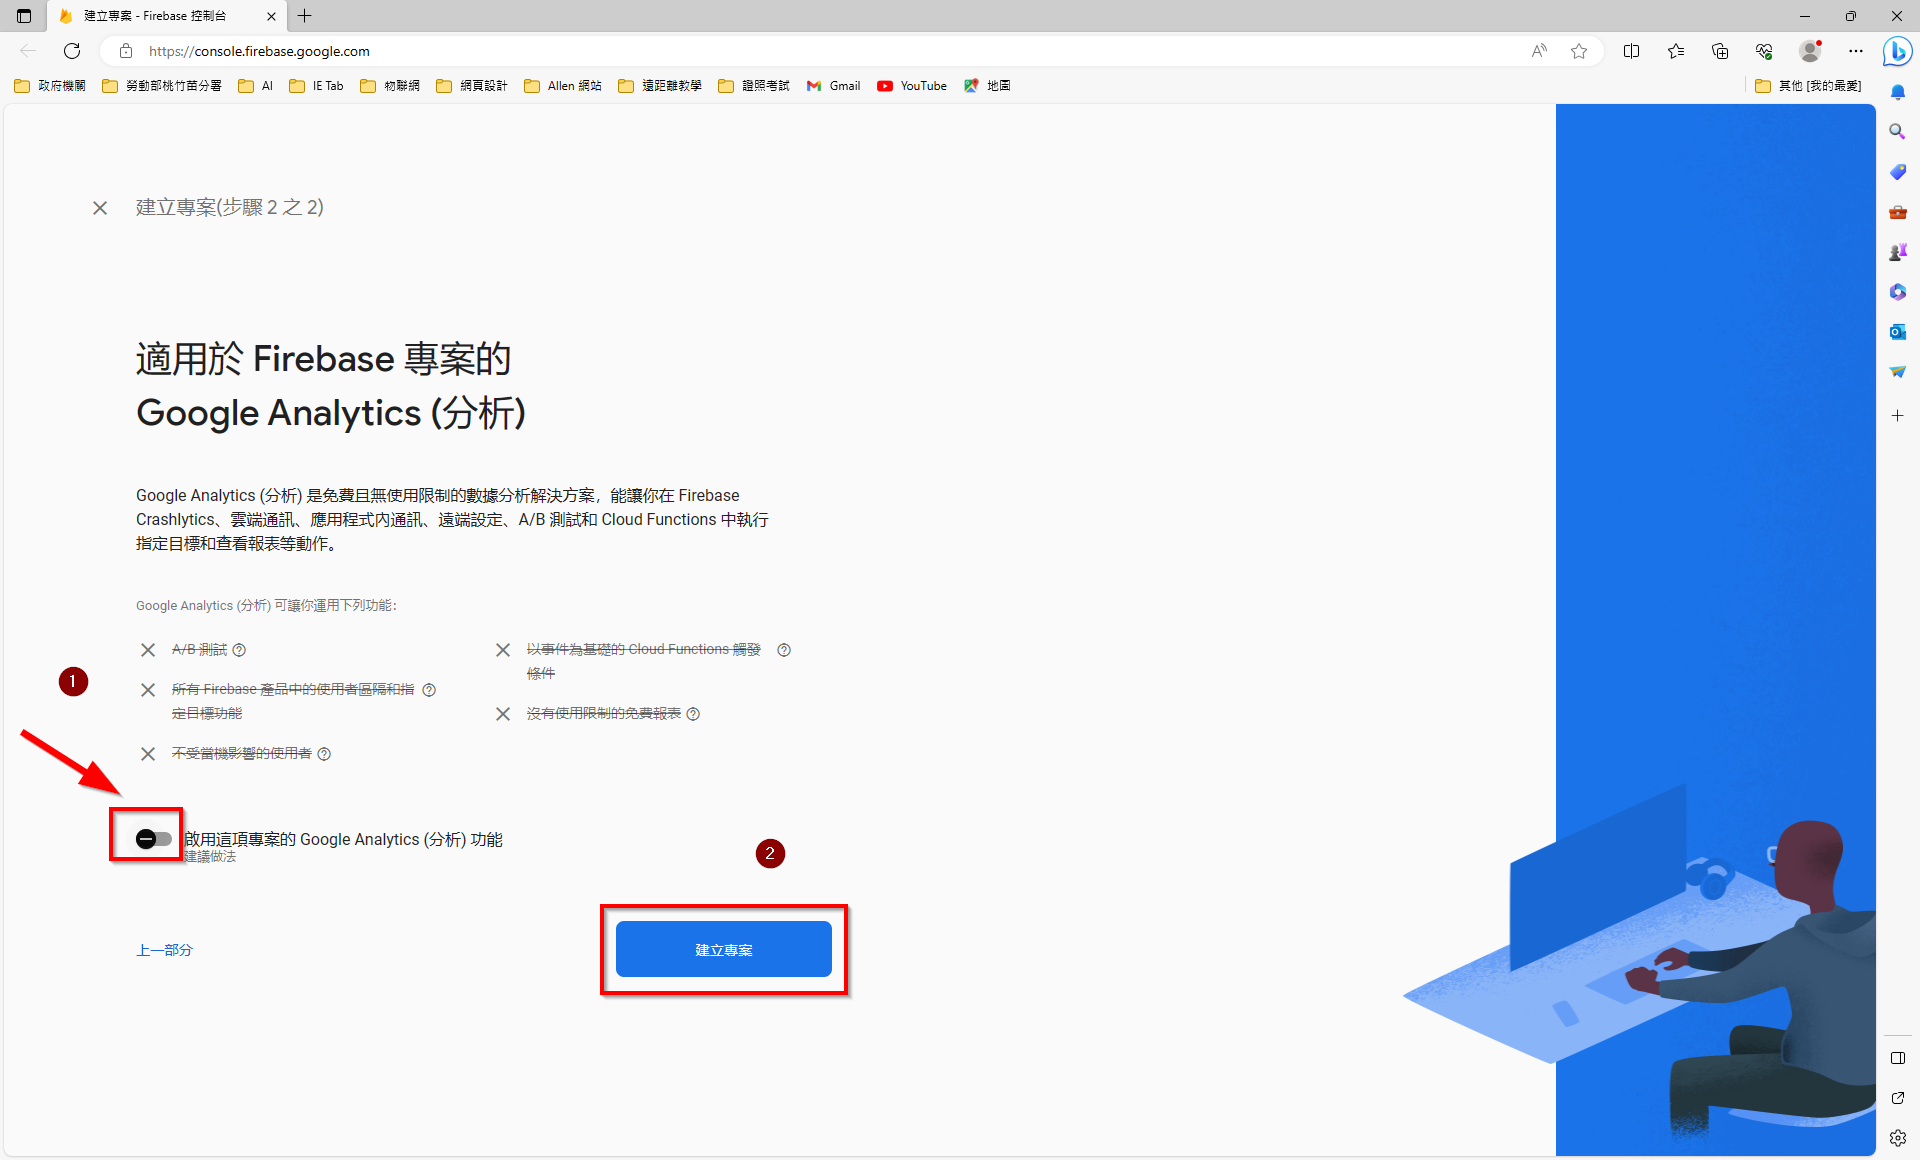 建立專案 - Firebase 控制台
https://console.firebase.google.com
政府機關 勞動部桃竹苗分署 AI IE Tab 物聯網 網頁設計 Allen 網站 遠距離教學 證照考試 Gmail YouTube 地圖 其他 [我的最愛]
建立專案(步驟 2 之 2)
適用於 Firebase 專案的
Google Analytics (分析)
Google Analytics (分析) 是免費且無使用限制的數據分析解決方案，能讓你在 Firebase
Crashlytics、雲端通訊、應用程式內通訊、遠端設定、A/B 測試和 Cloud Functions 中執行
指定目標和查看報表等動作。
Google Analytics (分析) 可讓你運用下列功能：
A/B 測試
所有 Firebase 產品中的使用者區隔和指
定目標功能
不受當機影響的使用者
以事件為基礎的 Cloud Functions 觸發
條件
沒有使用限制的免費報表
1
啟用這項專案的 Google Analytics (分析) 功能
建議做法
2
上一部分
建立專案